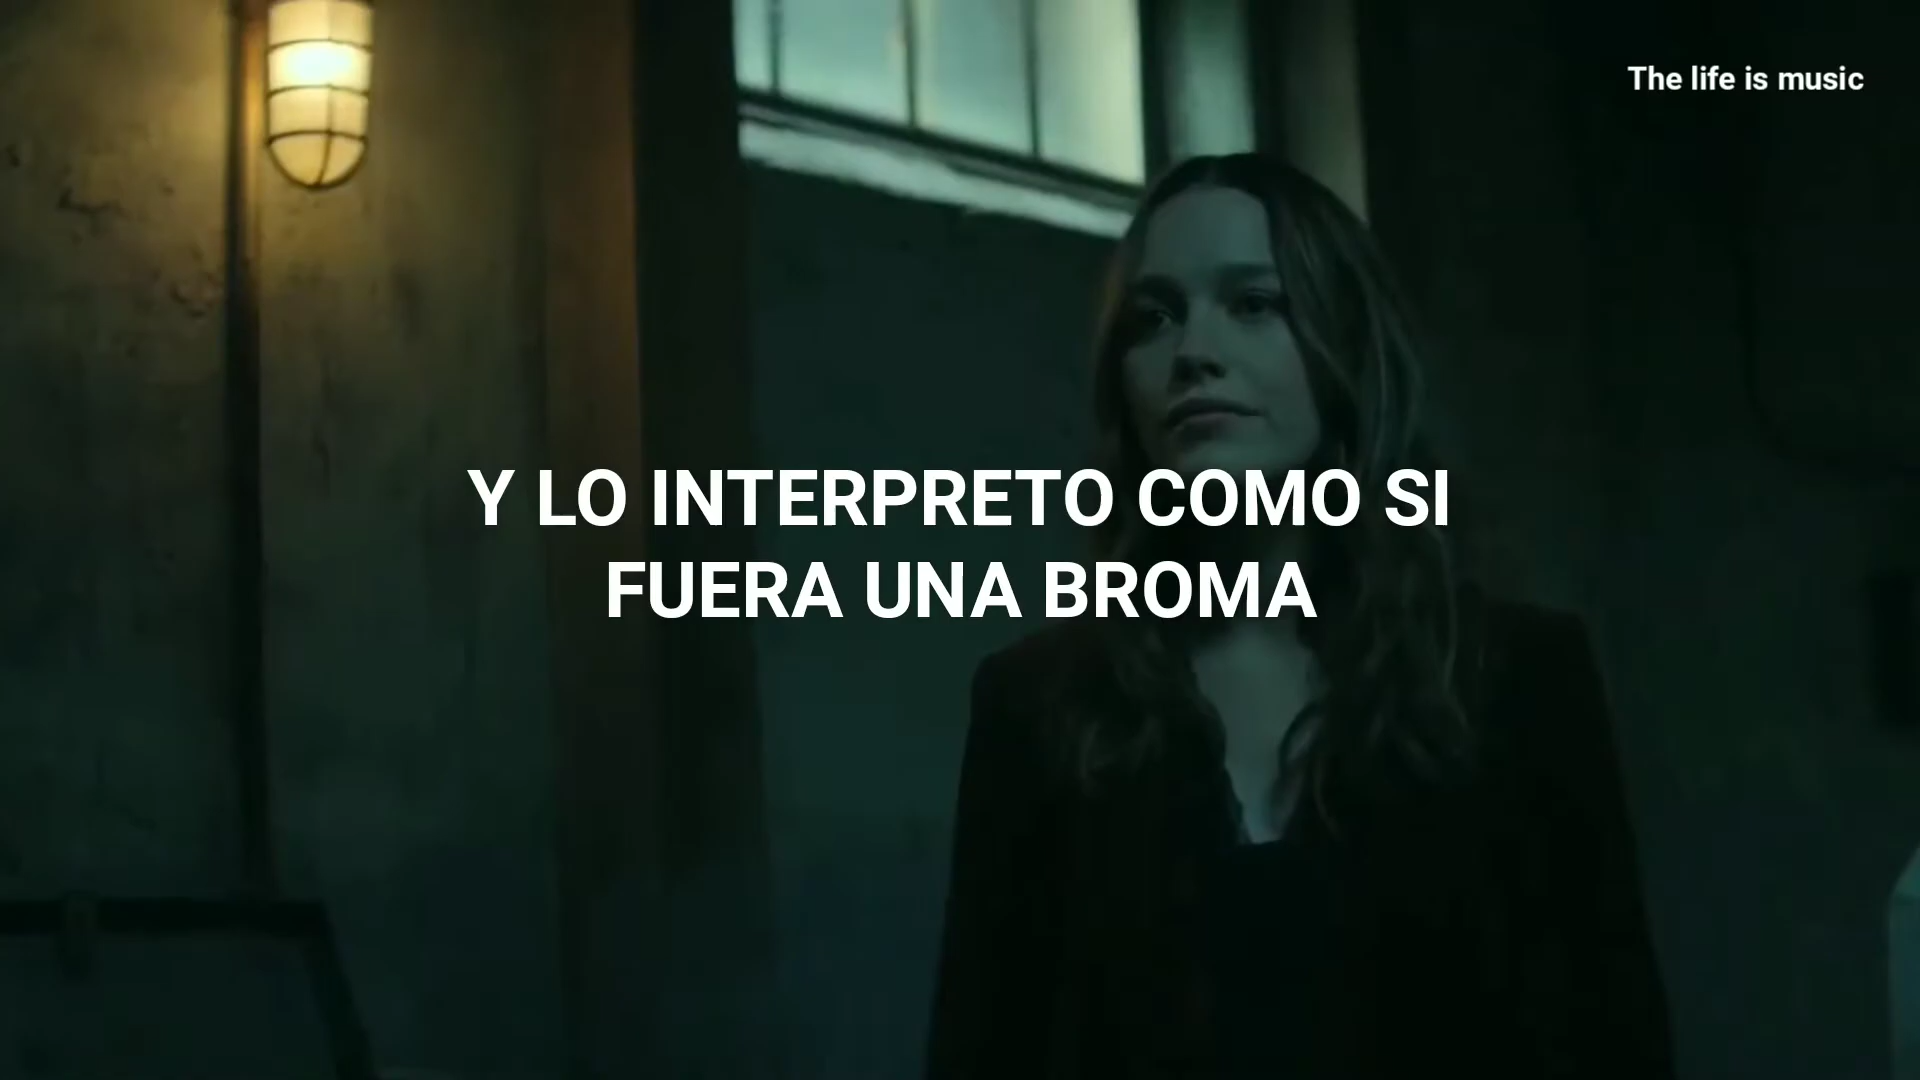 The life is music
Y LO INTERPRETO COMO SI
FUERA UNA BROMA